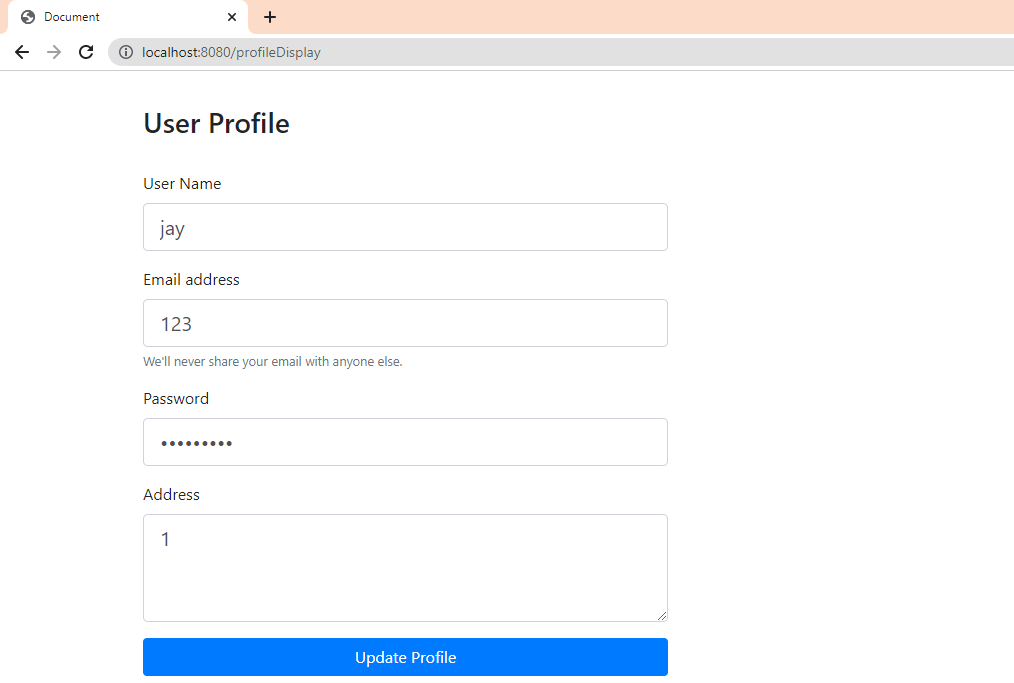 Document
localhost:8080/profileDisplay
User Profile
User Name
jay
Email address
123
We'll never share your email with anyone else.
Password
•••••••••
Address
1
Update Profile